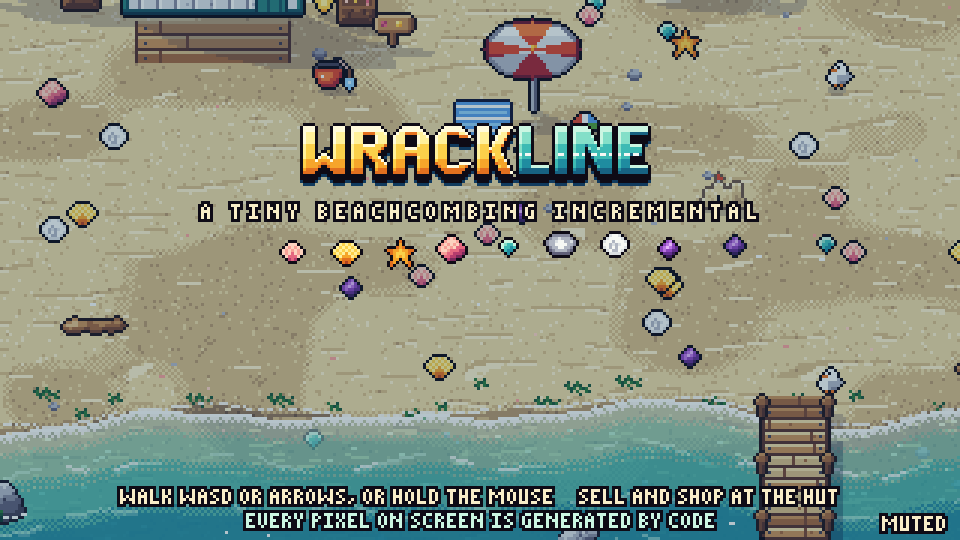 WRACKLINE
A TINY BEACHCOMBING INCREMENTAL
WALK WASD OR ARROWS, OR HOLD THE MOUSE SELL AND SHOP AT THE HUT
EVERY PIXEL ON SCREEN IS GENERATED BY CODE
MUTED